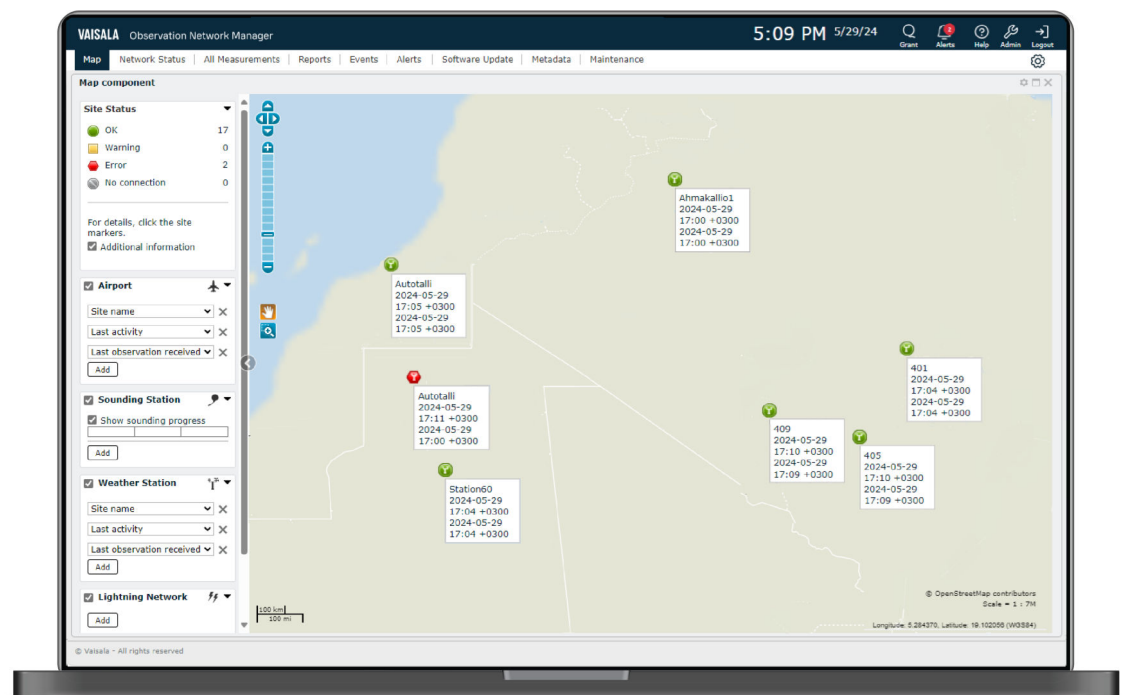 VAISALA Observation Network Manager
5:09 PM 5/29/24
2
Grant Alerts Help Admin Logout
Map Network Status All Measurements Reports Events Alerts Software Update Metadata Maintenance
Map component
Site Status
OK 17
Warning 0
Error 2
No connection 0
For details, click the site
markers.
Additional information
Airport
Site name
Last activity
Last observation received
Add
Sounding Station
Show sounding progress
Add
Weather Station
Site name
Last activity
Last observation received
Add
Lightning Network
Add
Ahmakallio1
2024-05-29
17:00 +0300
2024-05-29
17:00 +0300
Autotalli
2024-05-29
17:05 +0300
2024-05-29
17:05 +0300
401
2024-05-29
17:04 +0300
2024-05-29
17:04 +0300
Autotalli
2024-05-29
17:11 +0300
2024-05-29
17:00 +0300
409
2024-05-29
17:10 +0300
2024-05-29
17:09 +0300
405
2024-05-29
17:10 +0300
2024-05-29
17:09 +0300
Station60
2024-05-29
17:04 +0300
2024-05-29
17:04 +0300
100 km
100 mi
© OpenStreetMap contributors
Scale = 1 : 7M
Longitude: 5.284370, Latitude: 19.102056 (WGS84)
© Vaisala - All rights reserved